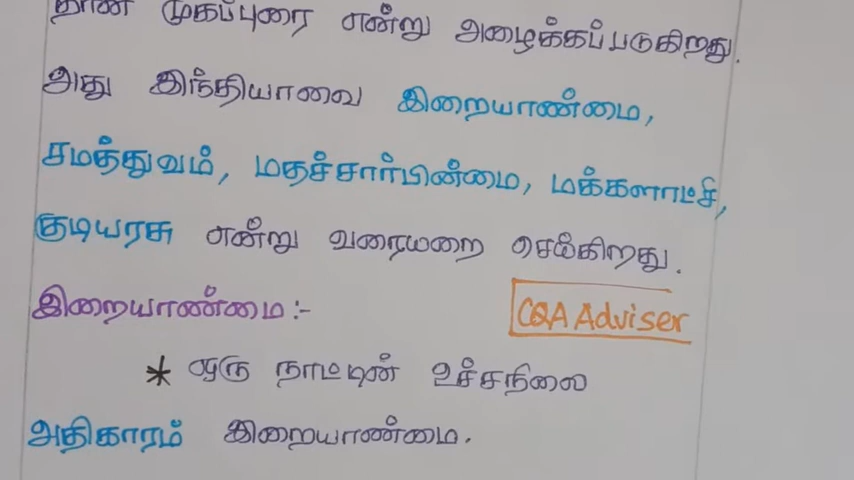 தான் முகப்புரை என்று அழைக்கப்படுகிறது.
அது இந்தியாவை இறையாண்மை,
சமத்துவம், மதச்சார்பின்மை, மக்களாட்சி,
குடியரசு என்று வரையறை செய்கிறது.
இறையாண்மை:-
CQA Adviser
* ஒரு நாட்டின் உச்சநிலை
அதிகாரம் இறையாண்மை.